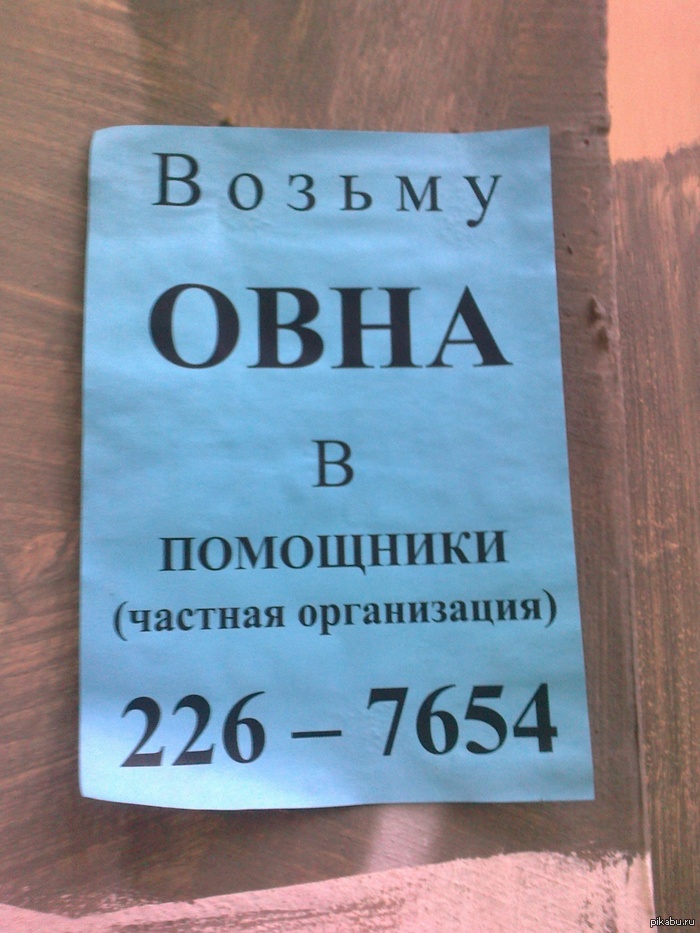 Возьму
ОВНА
В
ПОМОЩНИКИ
(частная организация)
226 – 7654
pikabu.ru